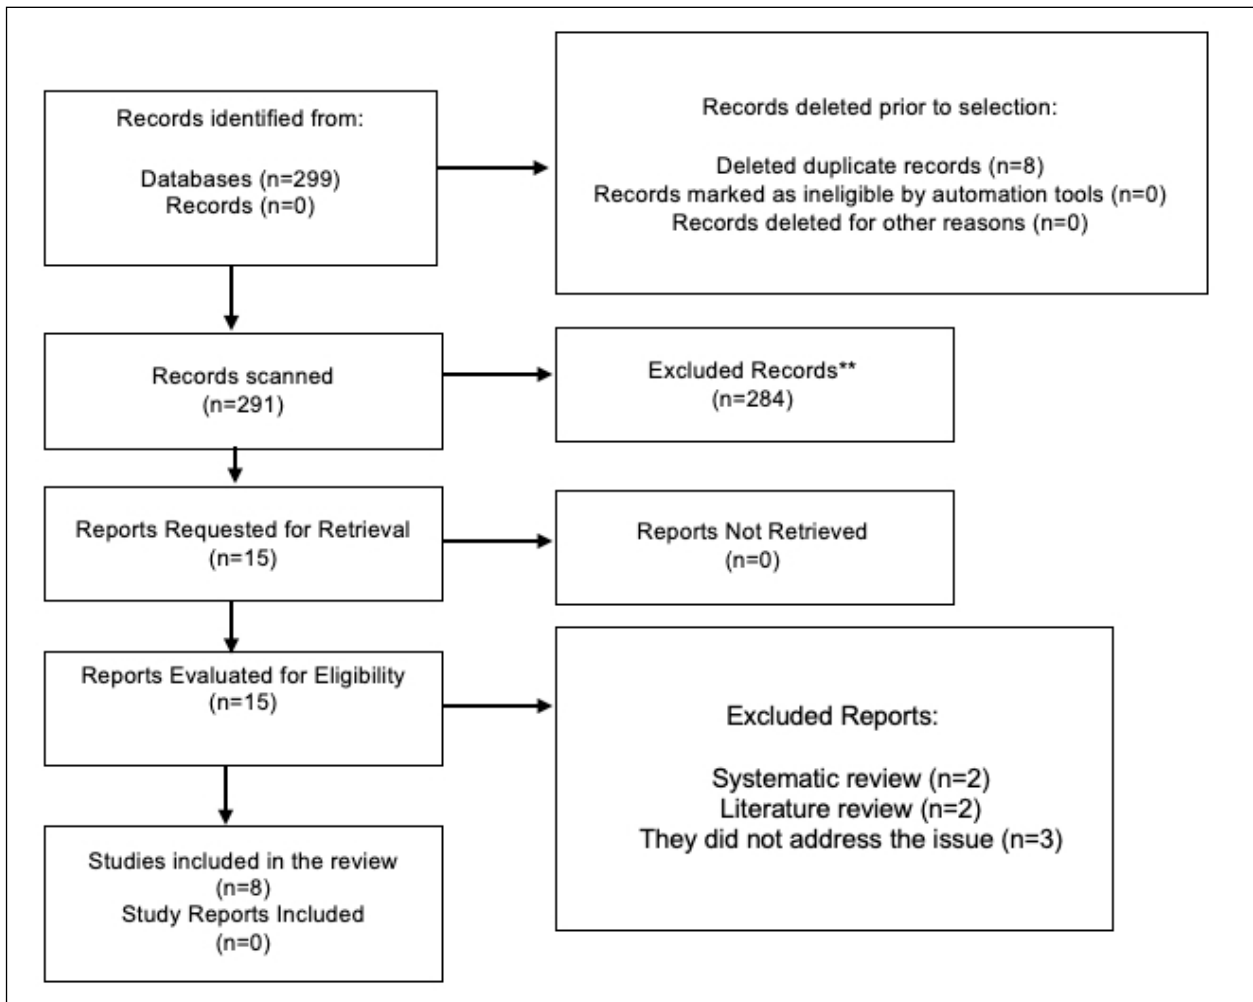 Records identified from:
Databases (n=299)
Records (n=0)
Records deleted prior to selection:
Deleted duplicate records (n=8)
Records marked as ineligible by automation tools (n=0)
Records deleted for other reasons (n=0)
Records scanned
(n=291)
Excluded Records**
(n=284)
Reports Requested for Retrieval
(n=15)
Reports Not Retrieved
(n=0)
Reports Evaluated for Eligibility
(n=15)
Excluded Reports:
Systematic review (n=2)
Literature review (n=2)
They did not address the issue (n=3)
Studies included in the review
(n=8)
Study Reports Included
(n=0)